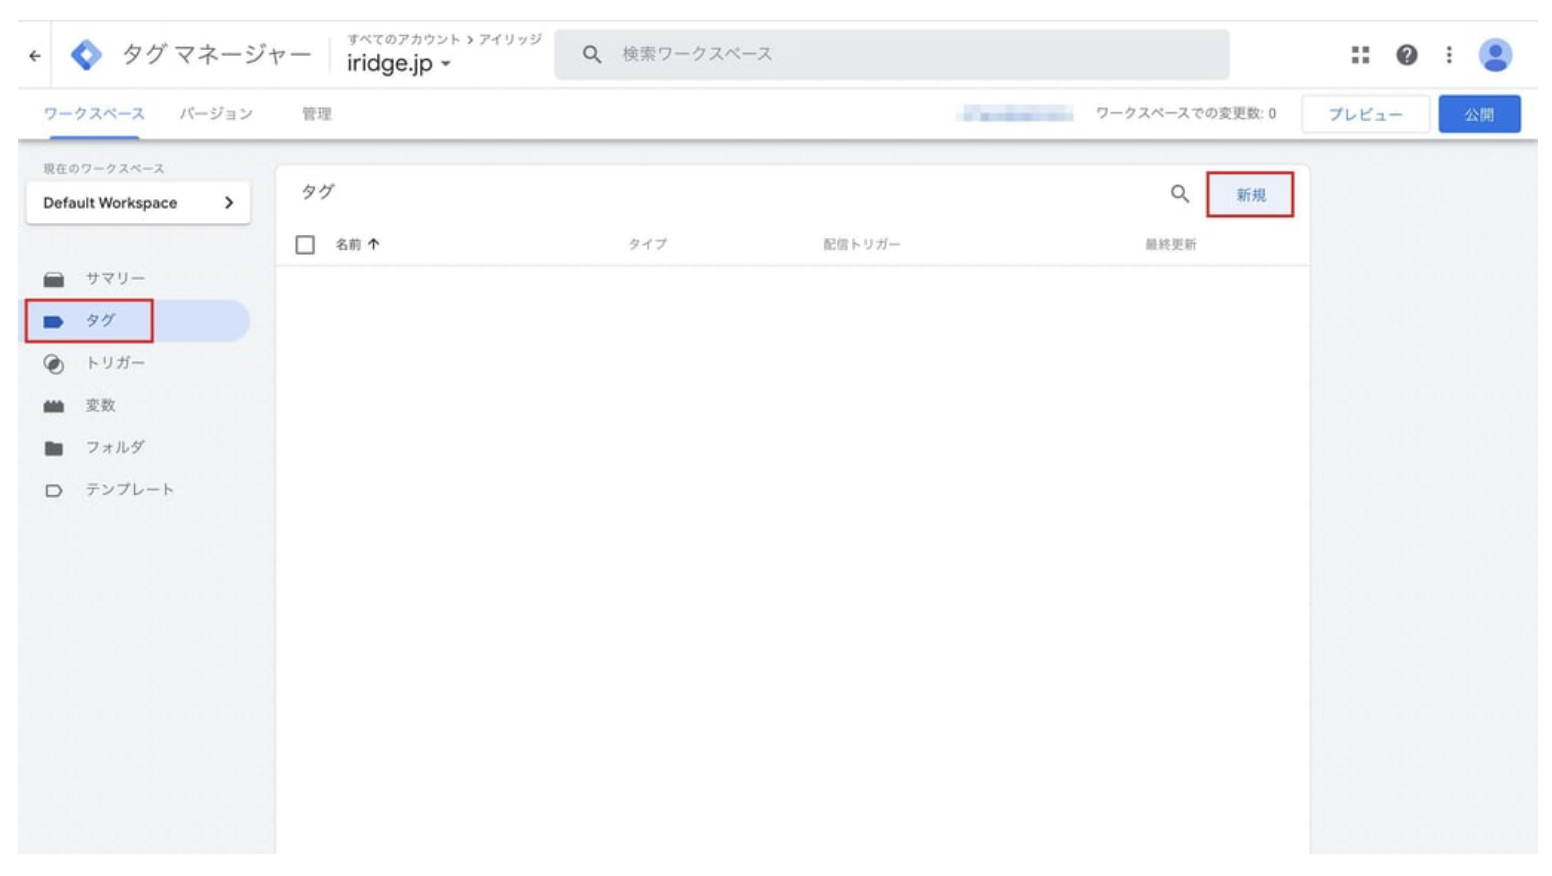 タグ マネージャー
すべてのアカウント › アイリッジ
iridge.jp
検索ワークスペース
ワークスペース
バージョン
管理
ワークスペースでの変更数: 0
プレビュー
公開
現在のワークスペース
Default Workspace
タグ
新規
名前
タイプ
配信トリガー
最終更新
サマリー
タグ
トリガー
変数
フォルダ
テンプレート